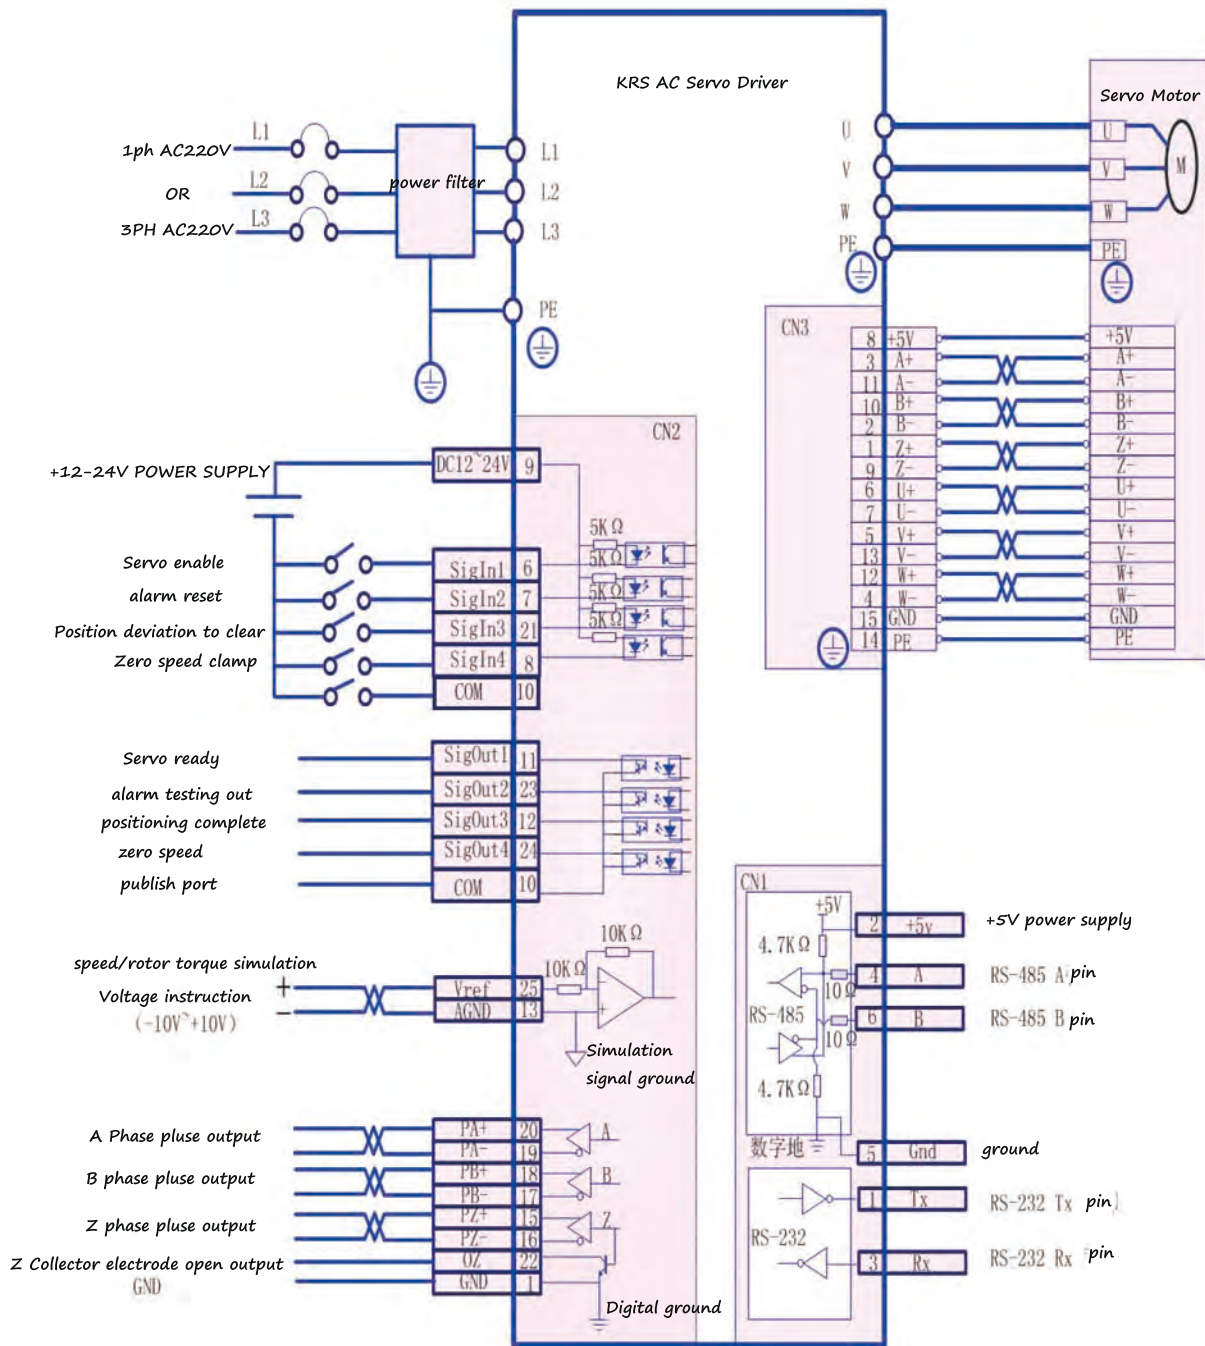 KRS AC Servo Driver
Servo Motor
1ph AC220V
OR
3PH AC220V
L1
L2
L3
power filter
L1
L2
L3
PE
U
V
W
PE
U
V
W
PE
M
CN3
8 +5V
3 A+
11 A-
10 B+
2 B-
1 Z+
9 Z-
6 U+
7 U-
5 V+
13 V-
12 W+
4 W-
15 GND
14 PE
+5V
A+
A-
B+
B-
Z+
Z-
U+
U-
V+
V-
W+
W-
GND
PE
CN2
+12-24V POWER SUPPLY
DC12~24V 9
5KΩ
5KΩ
5KΩ
5KΩ
Servo enable
SigIn1 6
alarm reset
SigIn2 7
Position deviation to clear
SigIn3 21
Zero speed clamp
SigIn4 8
COM 10
Servo ready
SigOut1 11
alarm testing out
SigOut2 23
positioning complete
SigOut3 12
zero speed
SigOut4 24
publish port
COM 10
speed/rotor torque simulation
Voltage instruction
(-10V~+10V)
+
-
Vref 25
AGND 13
10KΩ
10KΩ
-
+
Simulation
signal ground
A Phase pluse output
PA+ 20
PA- 19
A
B phase pluse output
PB+ 18
PB- 17
B
Z phase pluse output
PZ+ 15
PZ- 16
Z
Z Collector electrode open output
OZ 22
GND
GND 1
Digital ground
CN1
+5V
4.7KΩ
10Ω
RS-485
10Ω
4.7KΩ
数字地
RS-232
2 +5v
+5V power supply
4 A
RS-485 A pin
6 B
RS-485 B pin
5 Gnd
ground
1 Tx
RS-232 Tx pin
3 Rx
RS-232 Rx pin